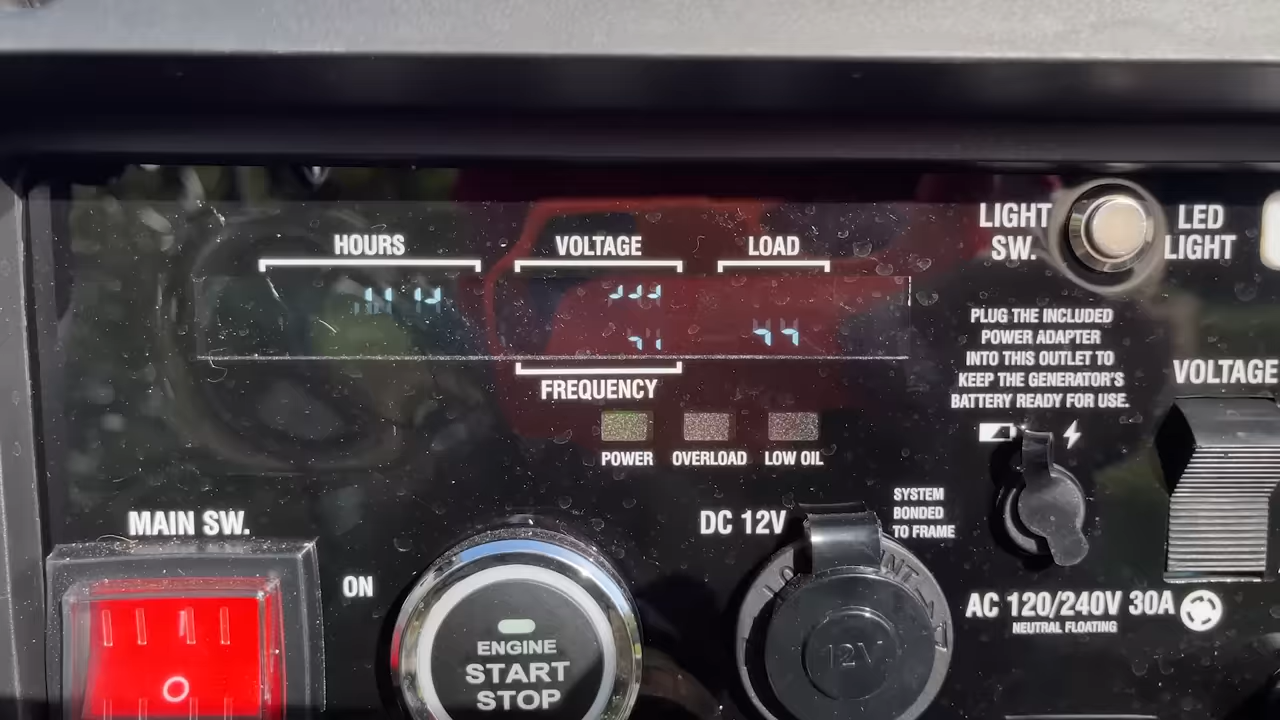 HOURS
VOLTAGE
LOAD
FREQUENCY
POWER
OVERLOAD
LOW OIL
LIGHT
SW.
LED
LIGHT
PLUG THE INCLUDED
POWER ADAPTER
INTO THIS OUTLET TO
KEEP THE GENERATOR'S
BATTERY READY FOR USE.
VOLTAGE
MAIN SW.
ON
ENGINE
START
STOP
DC 12V
SYSTEM
BONDED
TO FRAME
12V
AC 120/240V 30A
NEUTRAL FLOATING